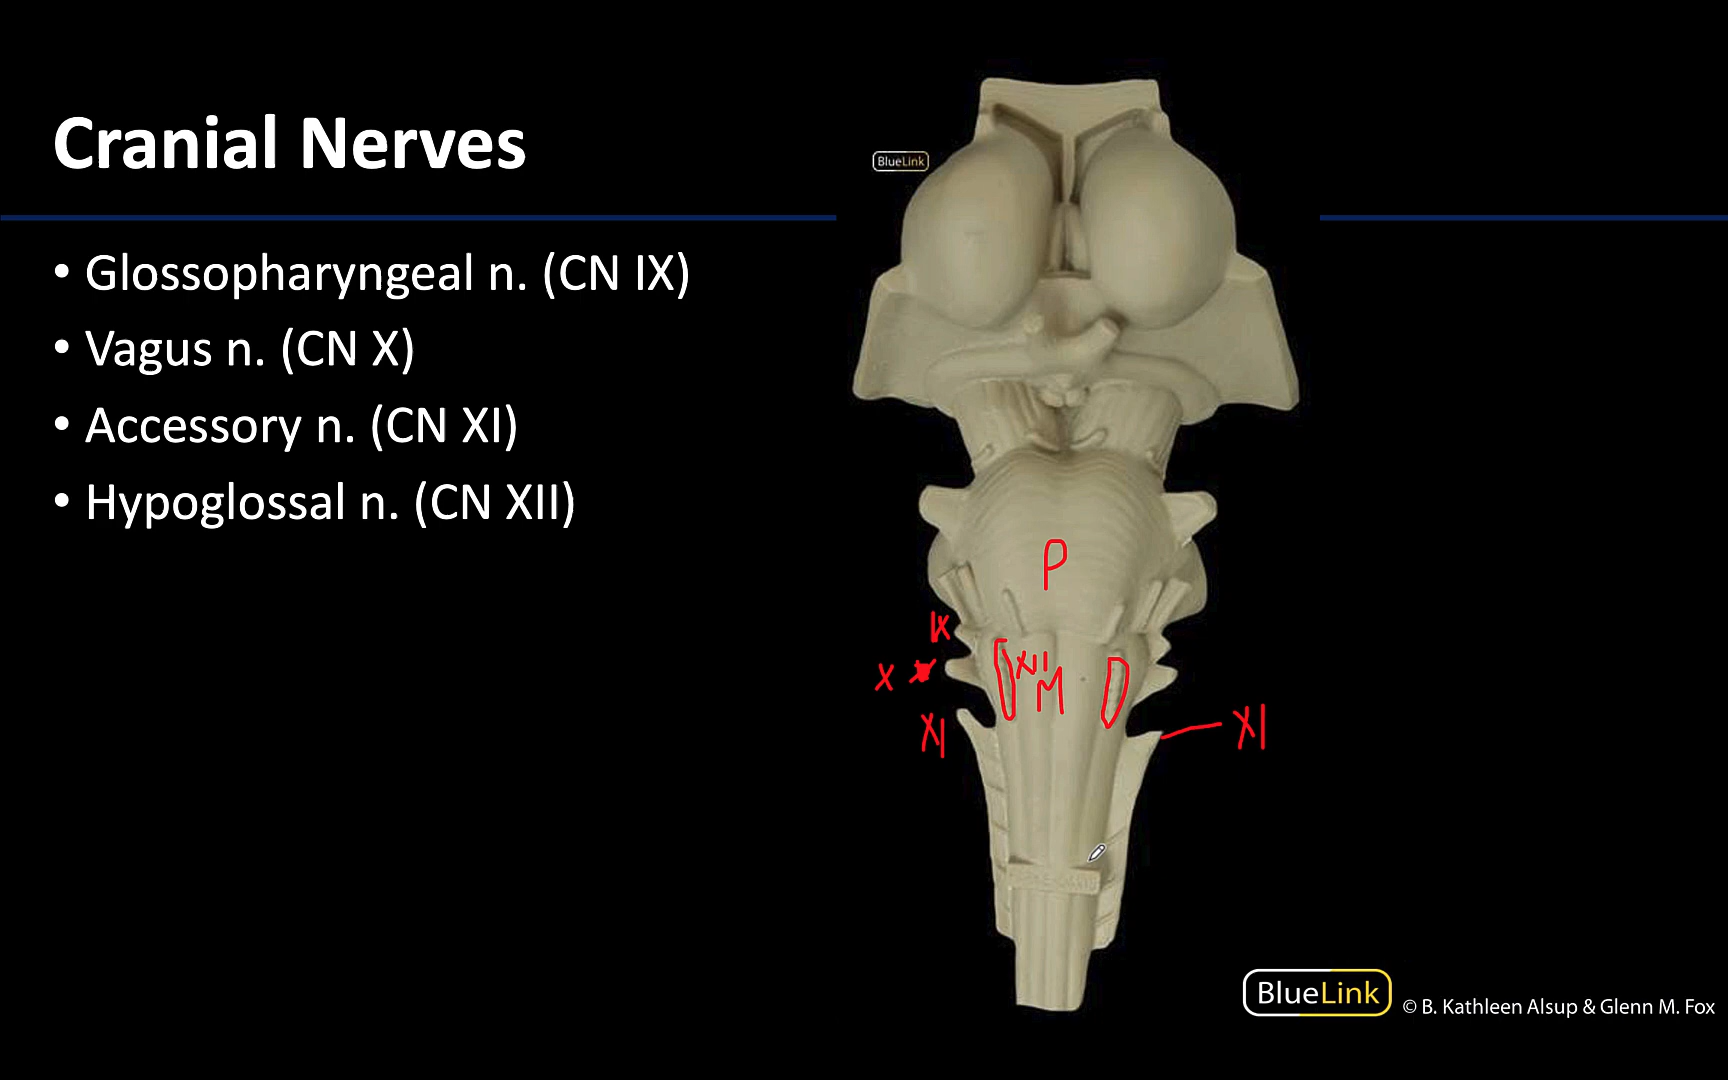 Cranial Nerves
BlueLink
• Glossopharyngeal n. (CN IX)
• Vagus n. (CN X)
• Accessory n. (CN XI)
• Hypoglossal n. (CN XII)
P
IX
X
XII
M
XI
XI
BlueLink
© B. Kathleen Alsup & Glenn M. Fox